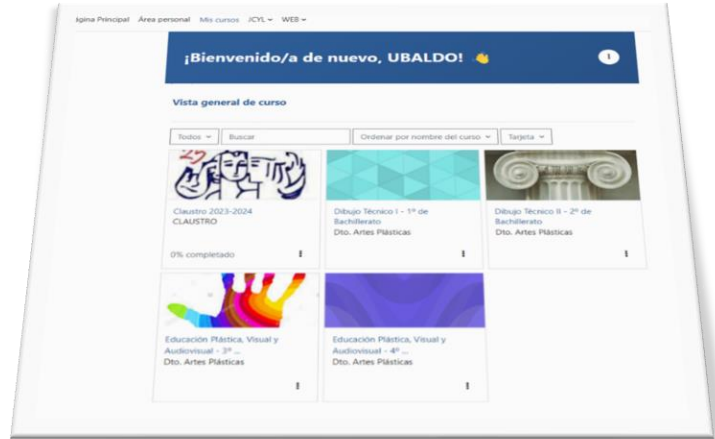 ágina Principal Área personal Mis cursos JCYL WEB
¡Bienvenido/a de nuevo, UBALDO!
1
Vista general de curso
Todos Buscar Ordenar por nombre del curso Tarjeta
25
Claustro 2023-2024
CLAUSTRO
0% completado
Dibujo Técnico I - 1º de
Bachillerato
Dto. Artes Plásticas
Dibujo Técnico II - 2º de
Bachillerato
Dto. Artes Plásticas
Educación Plástica, Visual y
Audiovisual - 3º ...
Dto. Artes Plásticas
Educación Plástica, Visual y
Audiovisual - 4º ...
Dto. Artes Plásticas